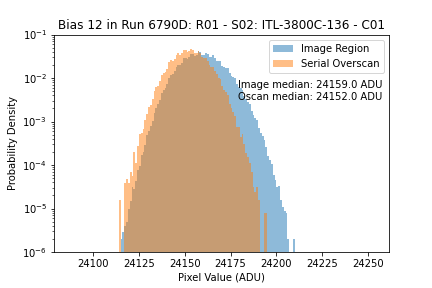 Bias 12 in Run 6790D: R01 - S02: ITL-3800C-136 - C01
Image Region
Serial Overscan
Image median: 24159.0 ADU
Oscan median: 24152.0 ADU
Probability Density
10⁻¹
10⁻²
10⁻³
10⁻⁴
10⁻⁵
10⁻⁶
24100 24125 24150 24175 24200 24225 24250
Pixel Value (ADU)